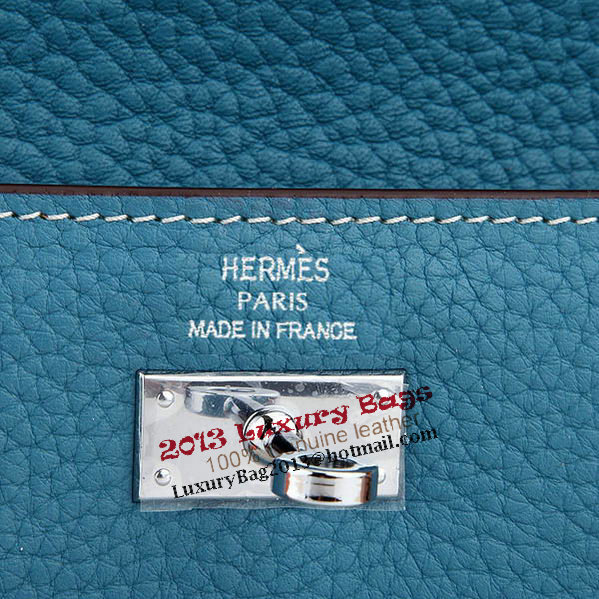 HERMÈS
PARIS
MADE IN FRANCE
2013 Luxury Bags
100% genuine leather
LuxuryBag2013@hotmail.com